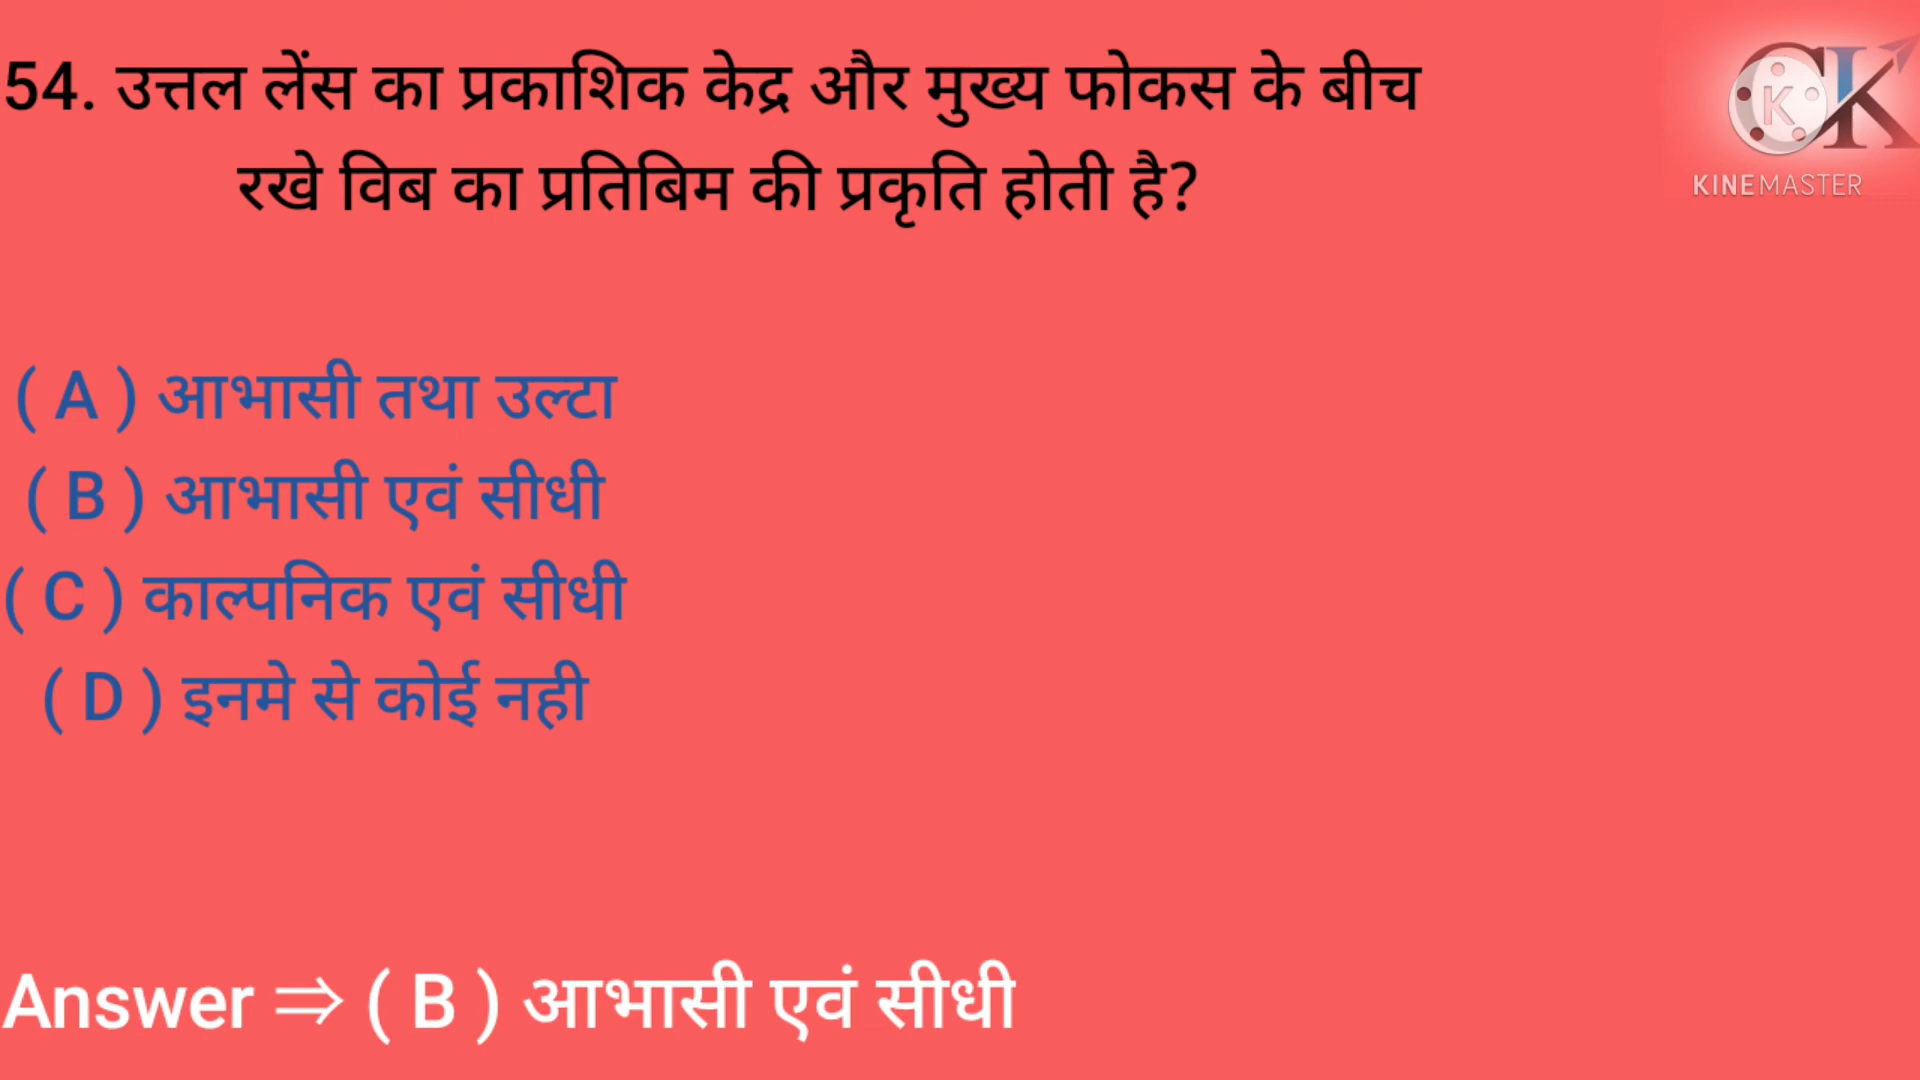 54. उत्तल लेंस का प्रकाशिक केद्र और मुख्य फोकस के बीच
रखे विब का प्रतिबिम की प्रकृति होती है?
( A ) आभासी तथा उल्टा
( B ) आभासी एवं सीधी
( C ) काल्पनिक एवं सीधी
( D ) इनमे से कोई नही
Answer ⇒ ( B ) आभासी एवं सीधी
CK
K
KINEMASTER